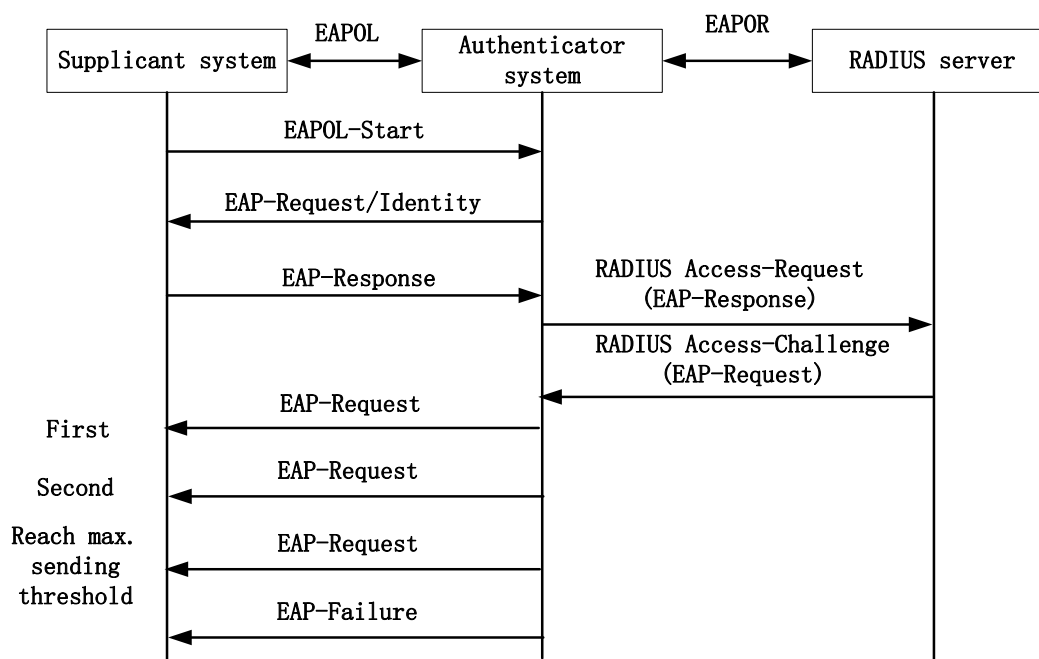 EAPOL
EAPOR
Supplicant system
Authenticator
system
RADIUS server
EAPOL-Start
EAP-Request/Identity
EAP-Response
RADIUS Access-Request
(EAP-Response)
RADIUS Access-Challenge
(EAP-Request)
EAP-Request
First
EAP-Request
Second
EAP-Request
Reach max.
sending
threshold
EAP-Failure